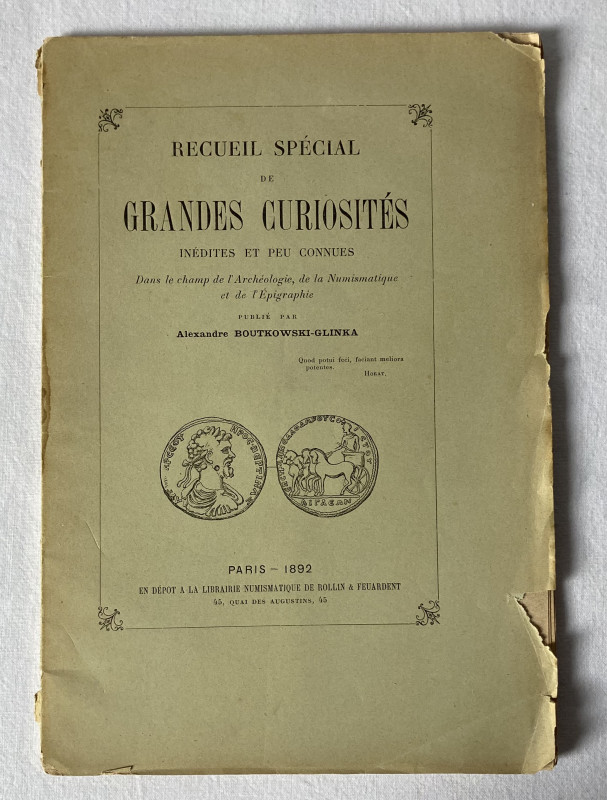 RECUEIL SPÉCIAL
DE
GRANDES CURIOSITÉS
INÉDITES ET PEU CONNUES
Dans le champ de l'Archéologie, de la Numismatique
et de l'Épigraphie
PUBLIÉ PAR
Alexandre BOUTKOWSKI-GLINKA
Quod potui feci, faciant meliora
potentes.
HORAT.
ΣΙΓΑΕΩΝ
PARIS – 1892
EN DÉPOT A LA LIBRAIRIE NUMISMATIQUE DE ROLLIN & FEUARDENT
45, QUAI DES AUGUSTINS, 45